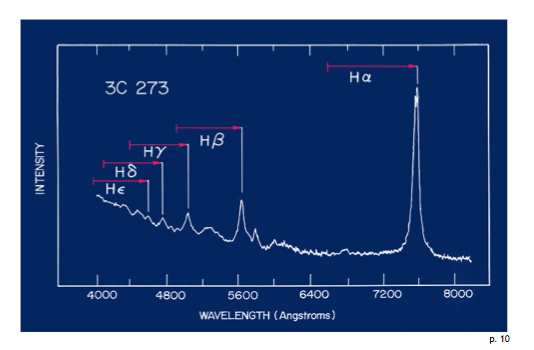 3C 273
Hα
Hβ
Hγ
Hδ
Hϵ
INTENSITY
4000 4800 5600 6400 7200 8000
WAVELENGTH (Angstroms)
p. 10